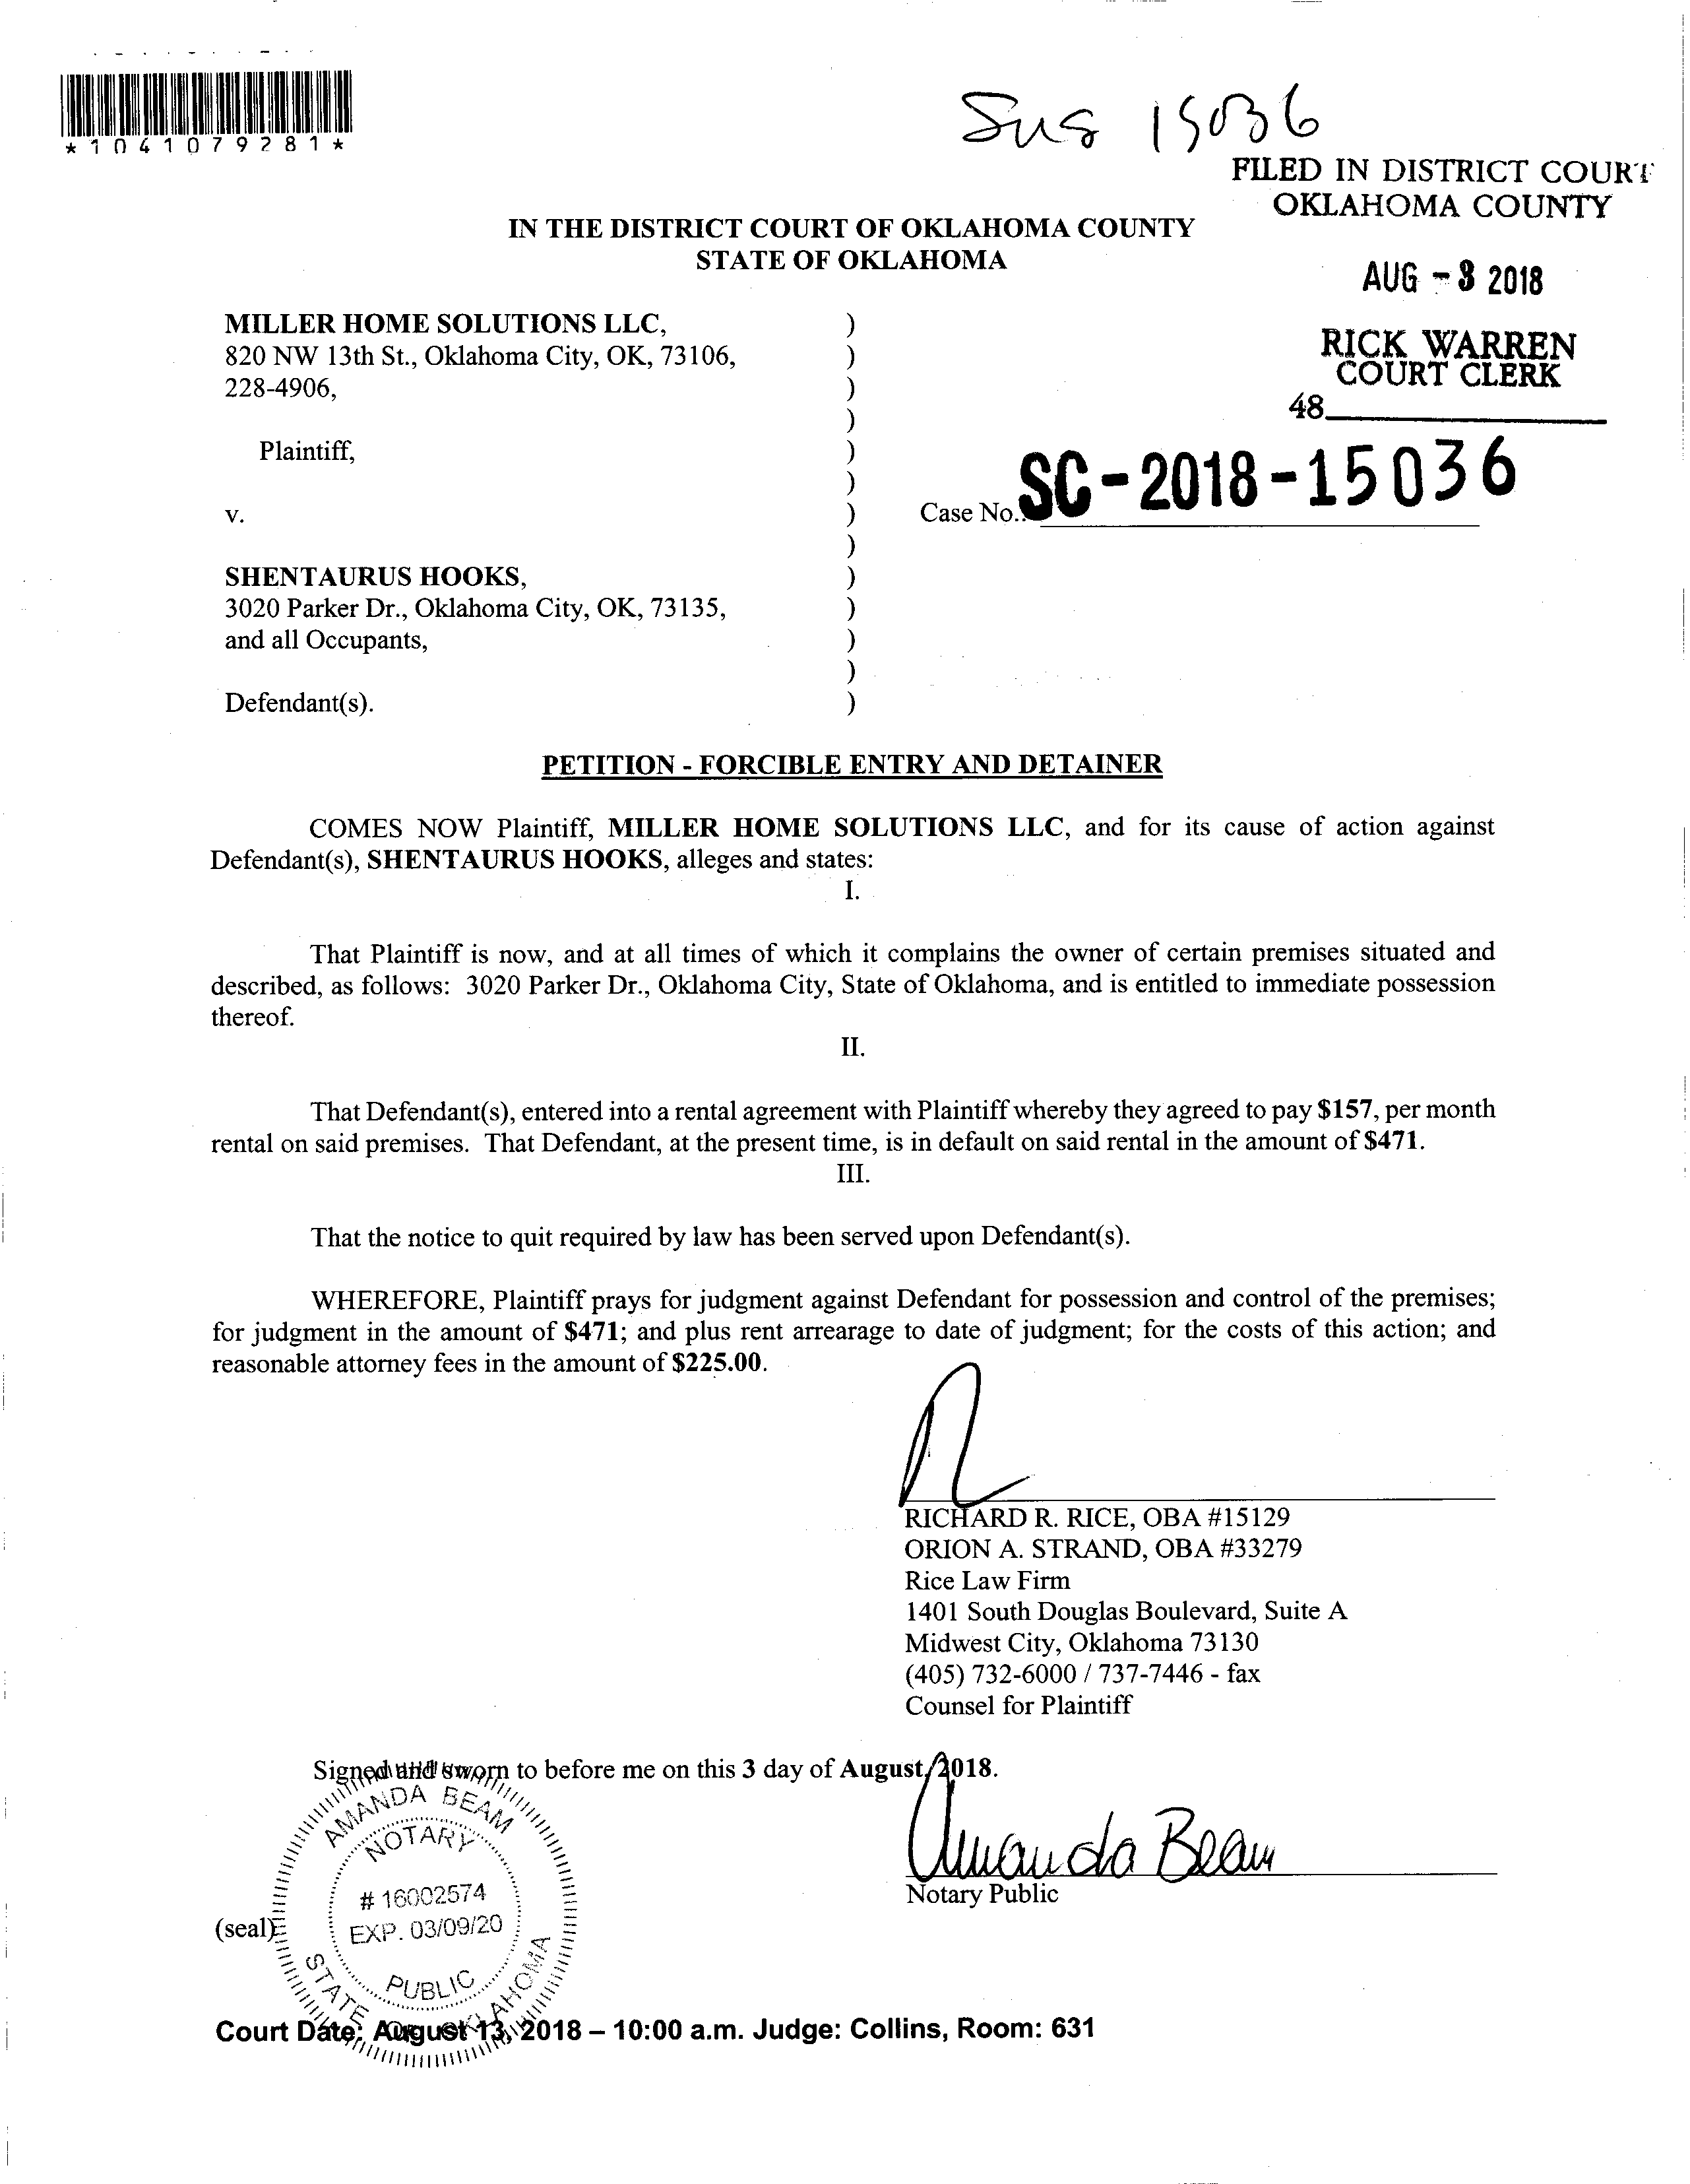 *1041079281*
Sus 15036
FILED IN DISTRICT COURT
OKLAHOMA COUNTY
IN THE DISTRICT COURT OF OKLAHOMA COUNTY
STATE OF OKLAHOMA
AUG - 3 2018
RICK WARREN
COURT CLERK
48
MILLER HOME SOLUTIONS LLC, )
820 NW 13th St., Oklahoma City, OK, 73106, )
228-4906, )
)
Plaintiff, )
)
v. ) Case No.: SC-2018-15036
)
SHENTAURUS HOOKS, )
3020 Parker Dr., Oklahoma City, OK, 73135, )
and all Occupants, )
)
Defendant(s). )
PETITION - FORCIBLE ENTRY AND DETAINER
COMES NOW Plaintiff, MILLER HOME SOLUTIONS LLC, and for its cause of action against
Defendant(s), SHENTAURUS HOOKS, alleges and states:
I.
That Plaintiff is now, and at all times of which it complains the owner of certain premises situated and
described, as follows: 3020 Parker Dr., Oklahoma City, State of Oklahoma, and is entitled to immediate possession
thereof.
II.
That Defendant(s), entered into a rental agreement with Plaintiff whereby they agreed to pay $157, per month
rental on said premises. That Defendant, at the present time, is in default on said rental in the amount of $471.
III.
That the notice to quit required by law has been served upon Defendant(s).
WHEREFORE, Plaintiff prays for judgment against Defendant for possession and control of the premises;
for judgment in the amount of $471; and plus rent arrearage to date of judgment; for the costs of this action; and
reasonable attorney fees in the amount of $225.00.
RICHARD R. RICE, OBA #15129
ORION A. STRAND, OBA #33279
Rice Law Firm
1401 South Douglas Boulevard, Suite A
Midwest City, Oklahoma 73130
(405) 732-6000 / 737-7446 - fax
Counsel for Plaintiff
Signed and sworn to before me on this 3 day of August, 2018.
Amanda Beam
Notary Public
(seal)
AMANDA BEAM
NOTARY
# 16002574
EXP. 03/09/20
PUBLIC
STATE OF OKLAHOMA
Court Date: August 13, 2018 – 10:00 a.m. Judge: Collins, Room: 631